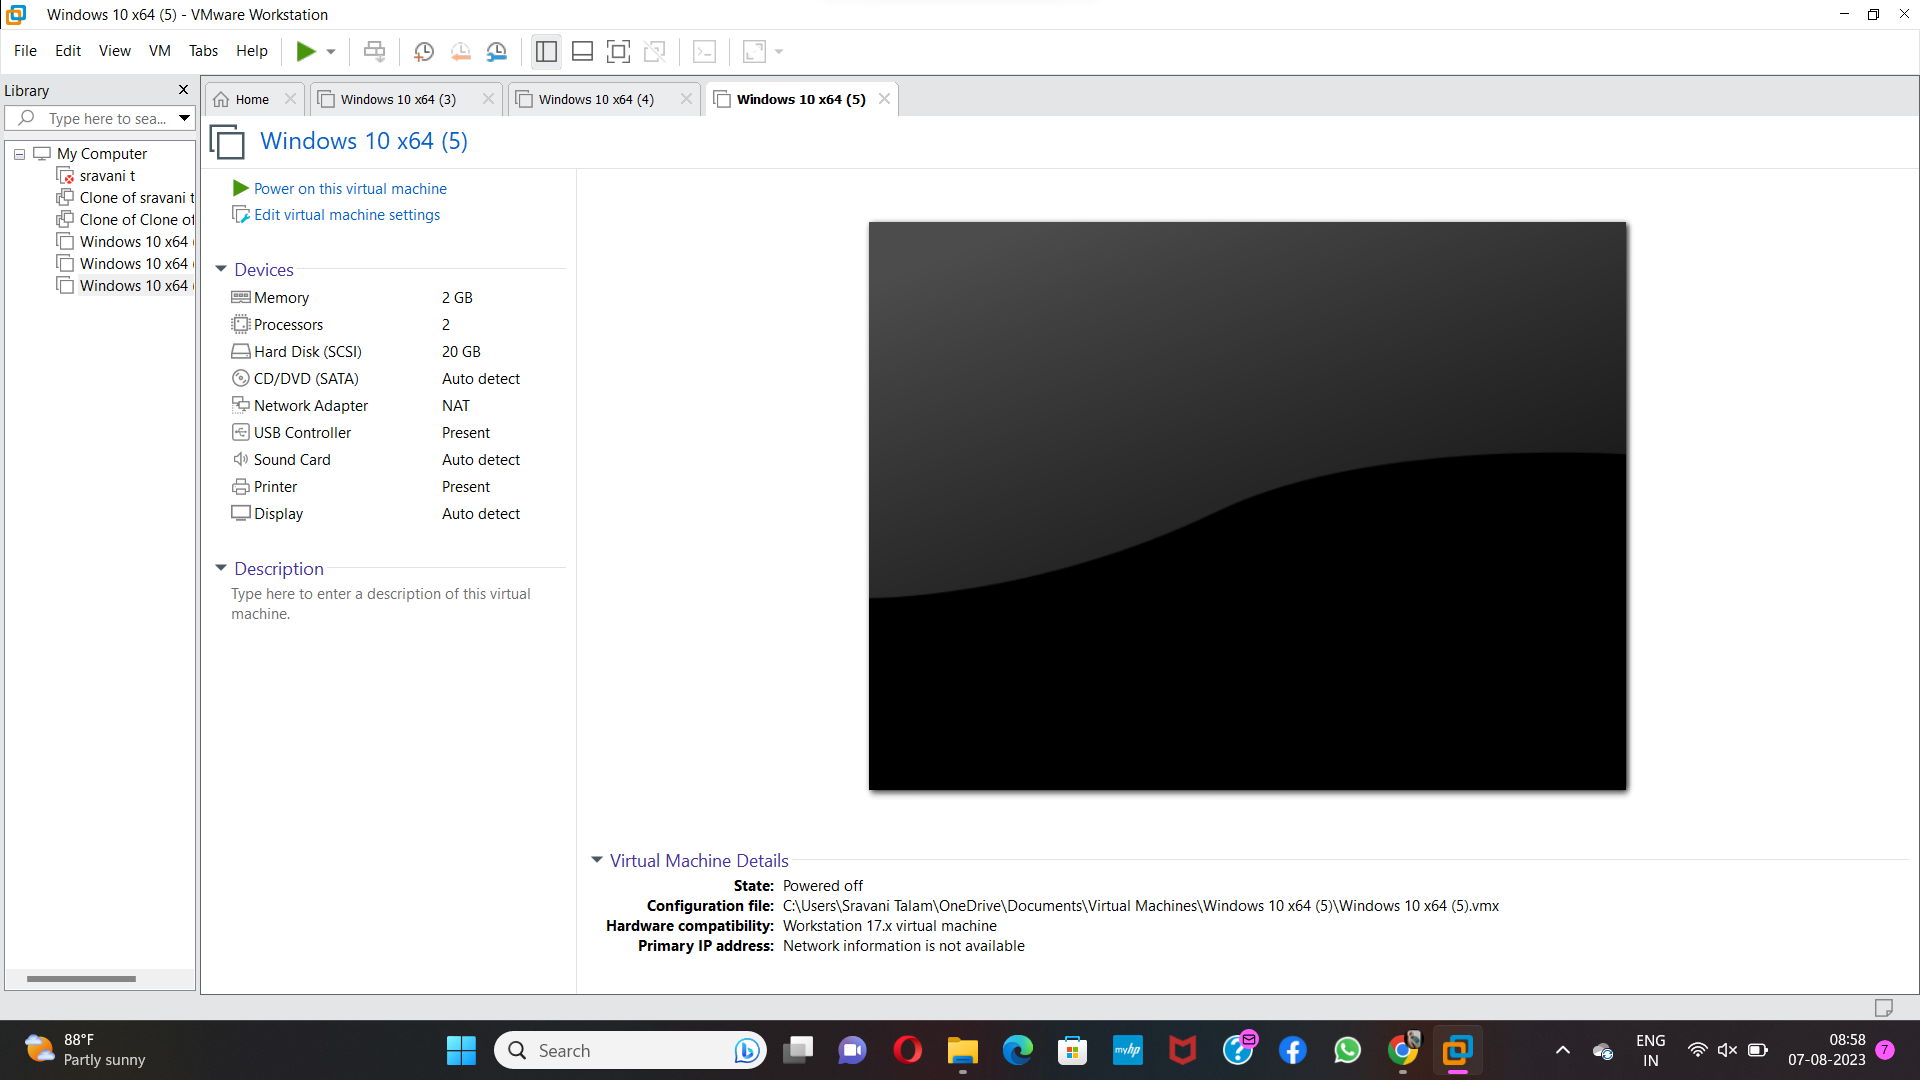 Windows 10 x64 (5) - VMware Workstation
File Edit View VM Tabs Help
Library
Type here to sea...
Home
Windows 10 x64 (3)
Windows 10 x64 (4)
Windows 10 x64 (5)
My Computer
sravani t
Clone of sravani t
Clone of Clone of
Windows 10 x64
Windows 10 x64
Windows 10 x64
Windows 10 x64 (5)
Power on this virtual machine
Edit virtual machine settings
Devices
Memory 2 GB
Processors 2
Hard Disk (SCSI) 20 GB
CD/DVD (SATA) Auto detect
Network Adapter NAT
USB Controller Present
Sound Card Auto detect
Printer Present
Display Auto detect
Description
Type here to enter a description of this virtual
machine.
Virtual Machine Details
State: Powered off
Configuration file: C:\Users\Sravani Talam\OneDrive\Documents\Virtual Machines\Windows 10 x64 (5)\Windows 10 x64 (5).vmx
Hardware compatibility: Workstation 17.x virtual machine
Primary IP address: Network information is not available
88°F
Partly sunny
Search
myhp
ENG
IN
08:58
07-08-2023
7